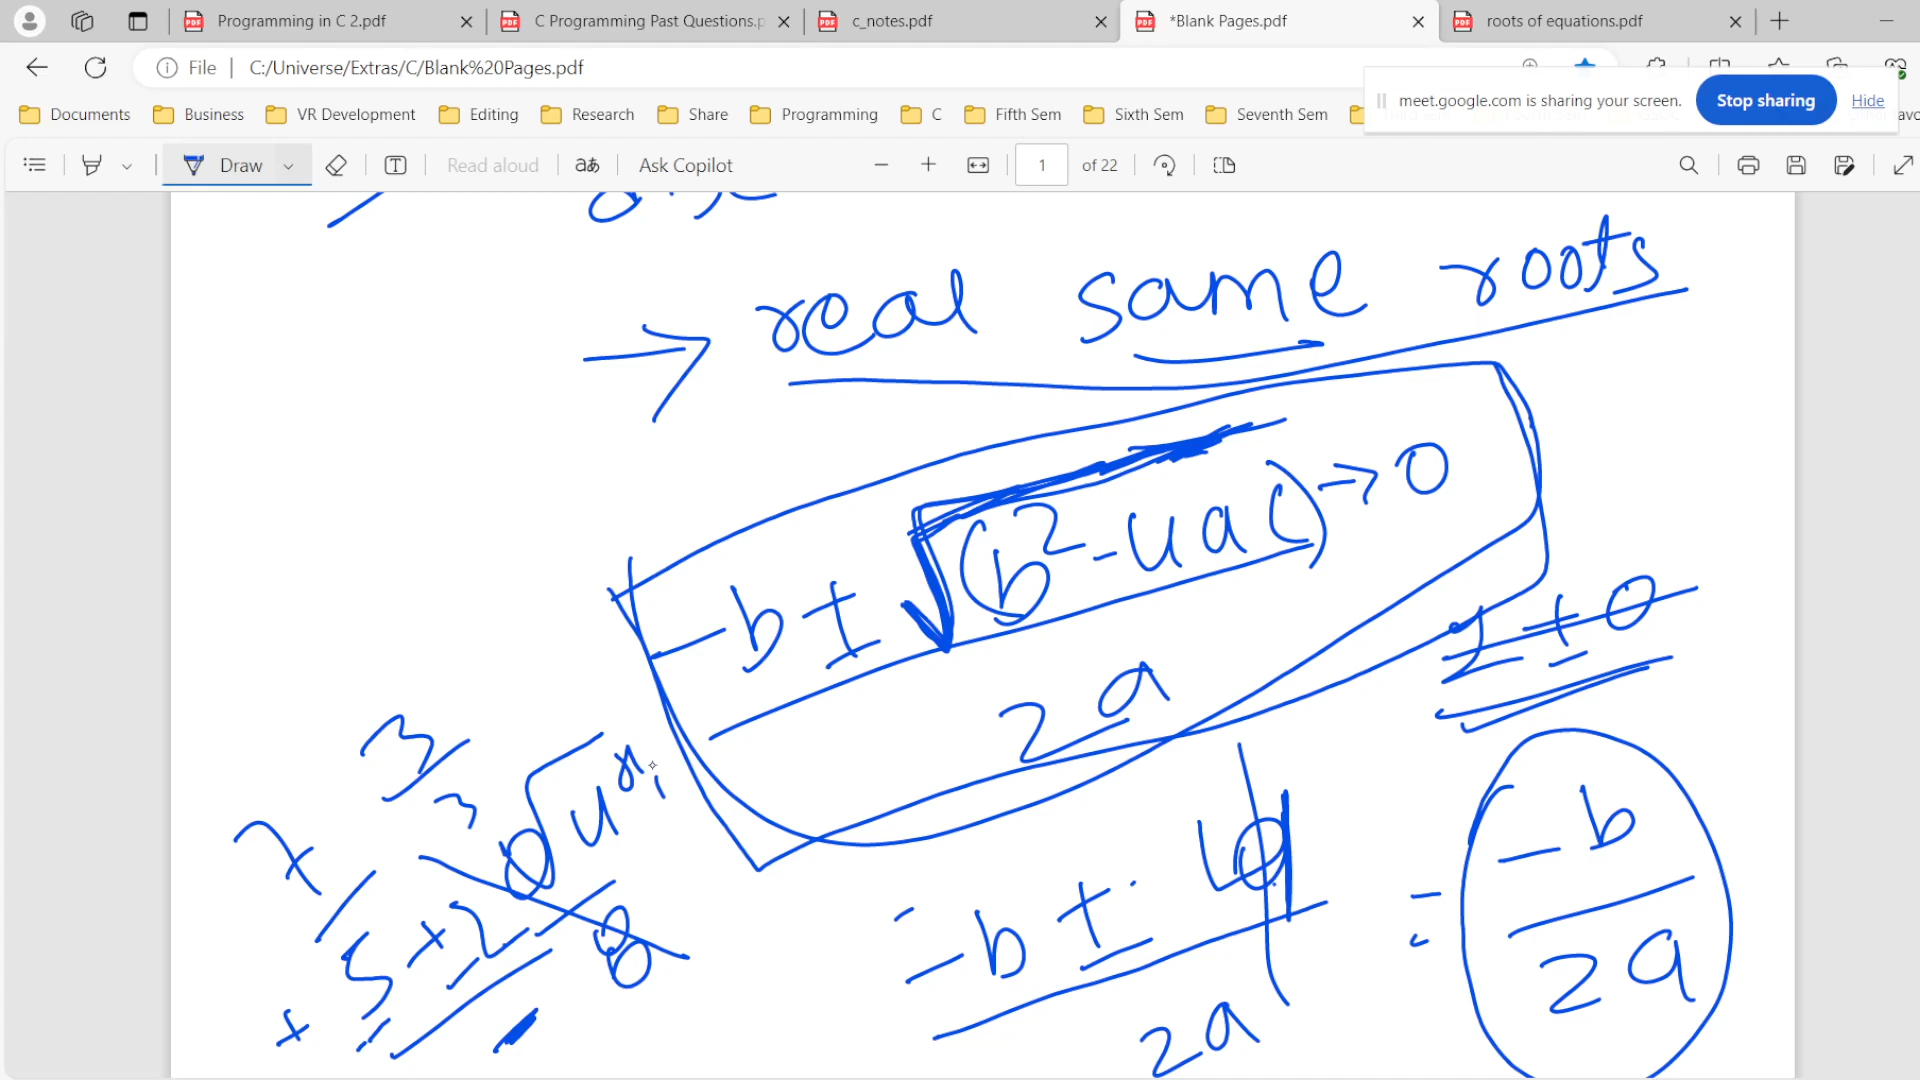 Programming in C 2.pdf
C Programming Past Questions.p
c_notes.pdf
*Blank Pages.pdf
roots of equations.pdf
File
C:/Universe/Extras/C/Blank%20Pages.pdf
meet.google.com is sharing your screen.
Stop sharing
Hide
Documents
Business
VR Development
Editing
Research
Share
Programming
C
Fifth Sem
Sixth Sem
Seventh Sem
Draw
T
Read aloud
aあ
Ask Copilot
1
of 22
→ real same roots
-b ± √(b²-4ac) → 0
2a
-b ±
2a
= -b
2a